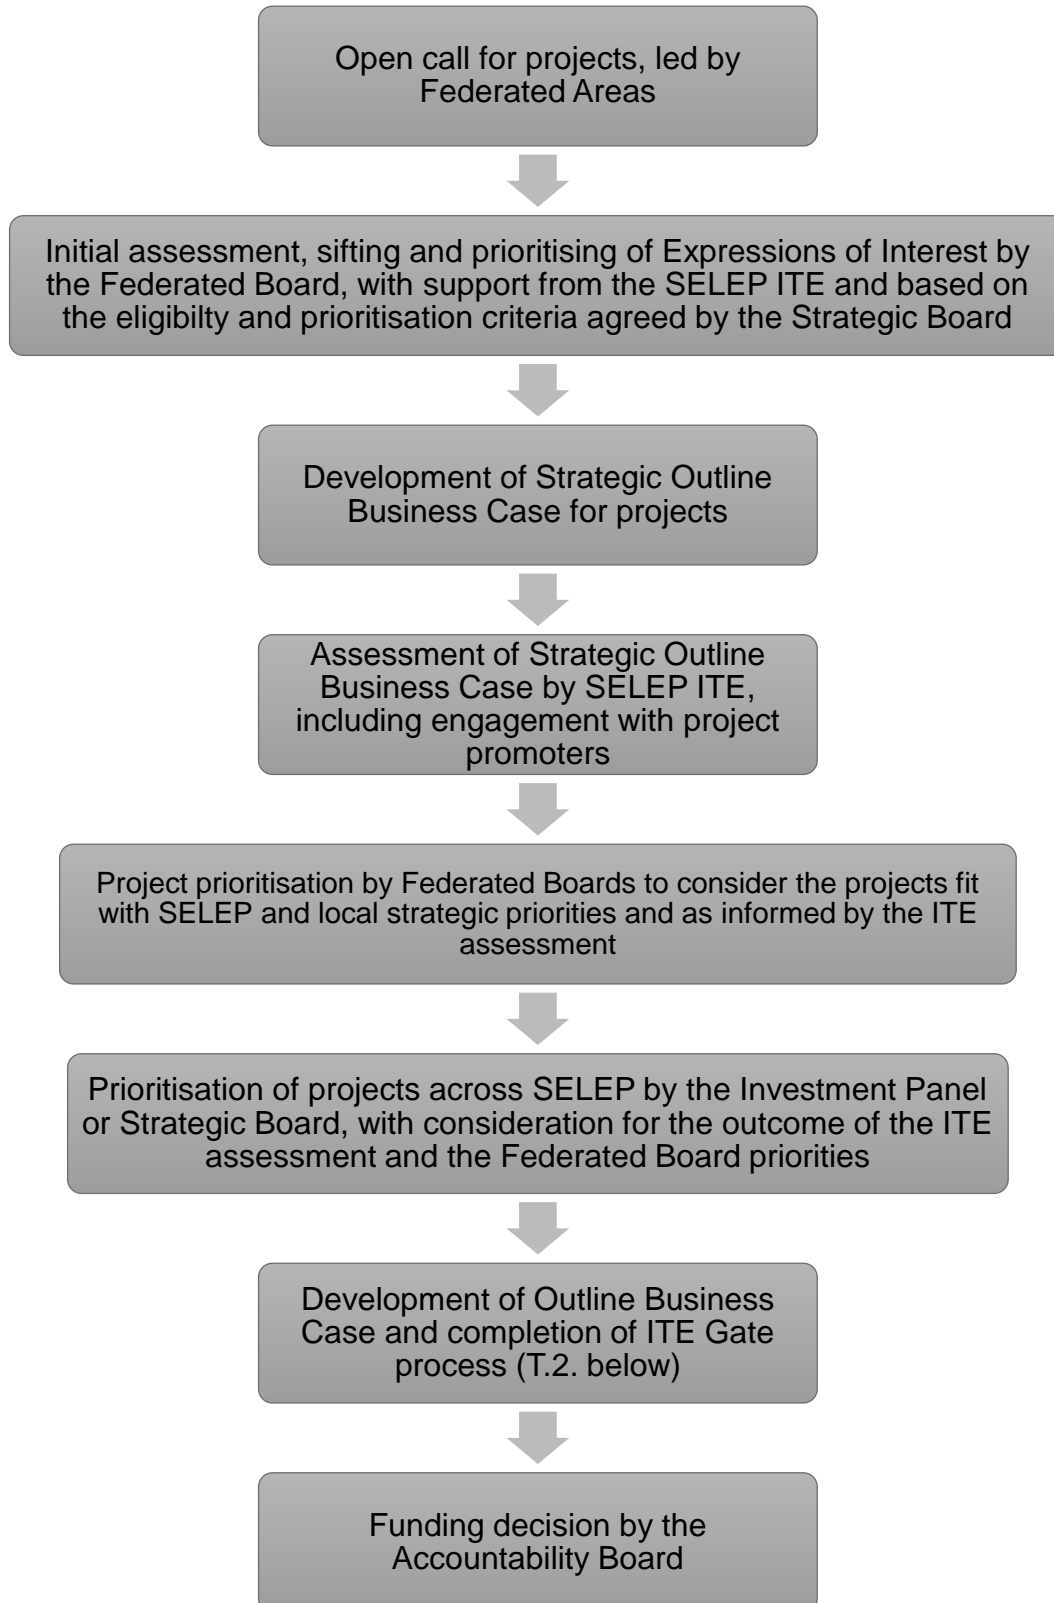 Open call for projects, led by
Federated Areas
Initial assessment, sifting and prioritising of Expressions of Interest by
the Federated Board, with support from the SELEP ITE and based on
the eligibilty and prioritisation criteria agreed by the Strategic Board
Development of Strategic Outline
Business Case for projects
Assessment of Strategic Outline
Business Case by SELEP ITE,
including engagement with project
promoters
Project prioritisation by Federated Boards to consider the projects fit
with SELEP and local strategic priorities and as informed by the ITE
assessment
Prioritisation of projects across SELEP by the Investment Panel
or Strategic Board, with consideration for the outcome of the ITE
assessment and the Federated Board priorities
Development of Outline Business
Case and completion of ITE Gate
process (T.2. below)
Funding decision by the
Accountability Board